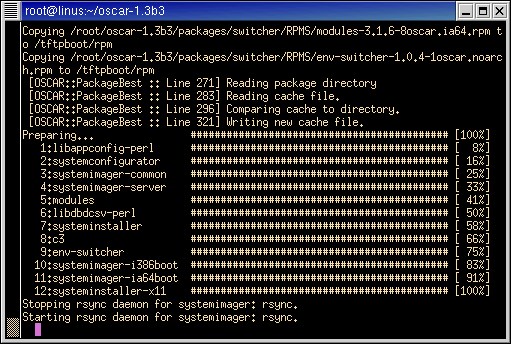 root@linus:~/oscar-1.3b3
Copying /root/oscar-1.3b3/packages/switcher/RPMS/modules-3.1.6-8oscar.ia64.rpm t
o /tftpboot/rpm
Copying /root/oscar-1.3b3/packages/switcher/RPMS/env-switcher-1.0.4-1oscar.noarc
h.rpm to /tftpboot/rpm
[OSCAR::PackageBest :: Line 271] Reading package directory
[OSCAR::PackageBest :: Line 283] Reading cache file.
[OSCAR::PackageBest :: Line 296] Comparing cache to directory.
[OSCAR::PackageBest :: Line 321] Writing new cache file.
Preparing... ########################################### [100%]
1:libappconfig-perl ########################################### [ 8%]
2:systemconfigurator ########################################### [ 16%]
3:systemimager-common ########################################### [ 25%]
4:systemimager-server ########################################### [ 33%]
5:modules ########################################### [ 41%]
6:libdbdcsv-perl ########################################### [ 50%]
7:systeminstaller ########################################### [ 58%]
8:c3 ########################################### [ 66%]
9:env-switcher ########################################### [ 75%]
10:systemimager-i386boot ########################################### [ 83%]
11:systemimager-ia64boot ########################################### [ 91%]
12:systeminstaller-x11 ########################################### [100%]
Stopping rsync daemon for systemimager: rsync.
Starting rsync daemon for systemimager: rsync.